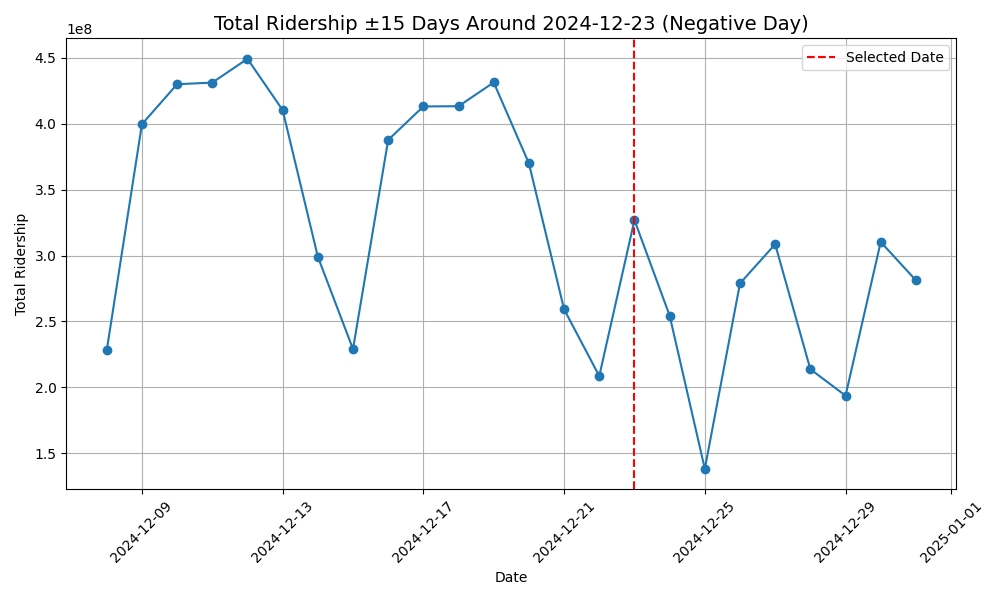 Total Ridership ±15 Days Around 2024-12-23 (Negative Day)
1e8
Selected Date
4.5
4.0
3.5
3.0
2.5
2.0
1.5
Total Ridership
2024-12-09
2024-12-13
2024-12-17
2024-12-21
2024-12-25
2024-12-29
2025-01-01
Date